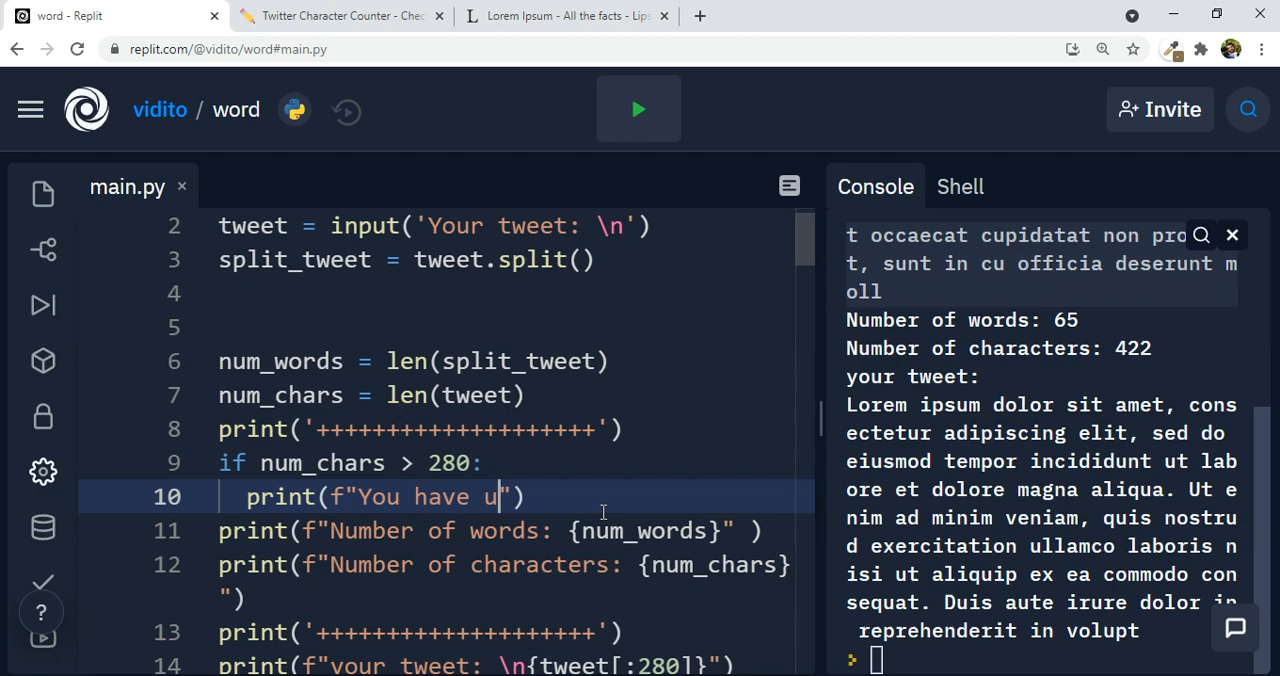 word - Replit
Twitter Character Counter - Chec
Lorem Ipsum - All the facts - Lips
replit.com/@vidito/word#main.py
vidito / word
Invite
main.py
Console
Shell
2 tweet = input('Your tweet: \n')
3 split_tweet = tweet.split()
4
5
6 num_words = len(split_tweet)
7 num_chars = len(tweet)
8 print('++++++++++++++++++++')
9 if num_chars > 280:
10 print(f"You have u")
11 print(f"Number of words: {num_words}" )
12 print(f"Number of characters: {num_chars}
")
13 print('++++++++++++++++++++')
14 print(f"your tweet: \n{tweet[:280]}")
?
t occaecat cupidatat non pro
t, sunt in cu officia deserunt m
oll
Number of words: 65
Number of characters: 422
your tweet:
Lorem ipsum dolor sit amet, cons
ectetur adipiscing elit, sed do
eiusmod tempor incididunt ut lab
ore et dolore magna aliqua. Ut e
nim ad minim veniam, quis nostru
d exercitation ullamco laboris n
isi ut aliquip ex ea commodo con
sequat. Duis aute irure dolor in
reprehenderit in volupt